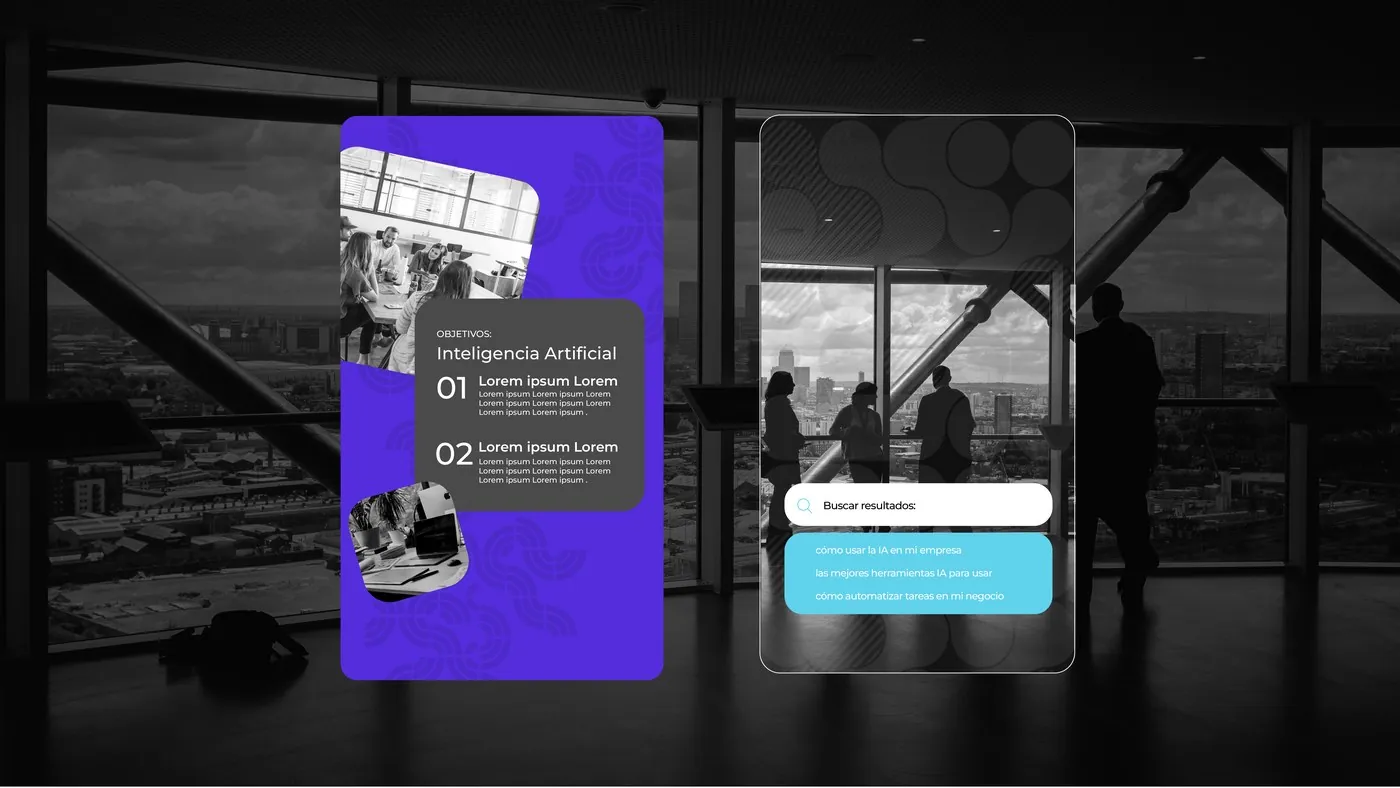 OBJETIVOS:
Inteligencia Artificial
01
Lorem ipsum Lorem
Lorem ipsum Lorem ipsum Lorem
Lorem ipsum Lorem ipsum Lorem
Lorem ipsum Lorem ipsum .
02
Lorem ipsum Lorem
Lorem ipsum Lorem ipsum Lorem
Lorem ipsum Lorem ipsum Lorem
Lorem ipsum Lorem ipsum .
Buscar resultados:
cómo usar la IA en mi empresa
las mejores herramientas IA para usar
cómo automatizar tareas en mi negocio